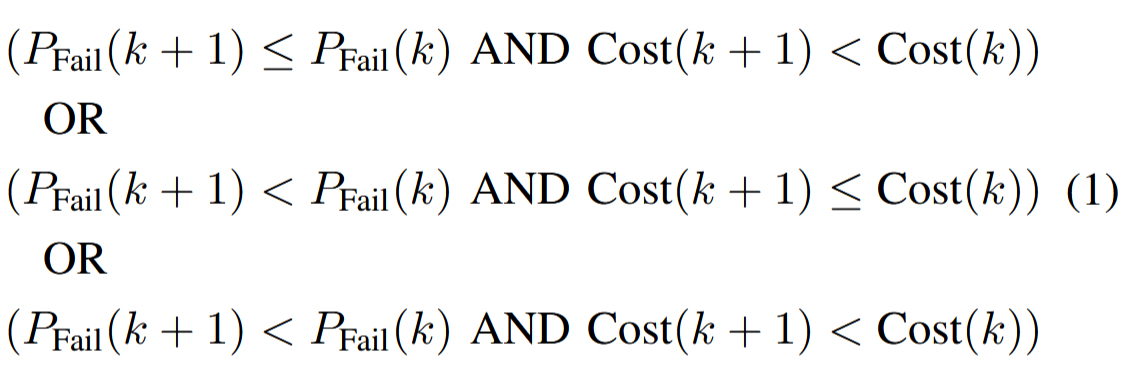 (P_Fail(k + 1) ≤ P_Fail(k) AND Cost(k + 1) < Cost(k))
OR
(P_Fail(k + 1) < P_Fail(k) AND Cost(k + 1) ≤ Cost(k)) (1)
OR
(P_Fail(k + 1) < P_Fail(k) AND Cost(k + 1) < Cost(k))